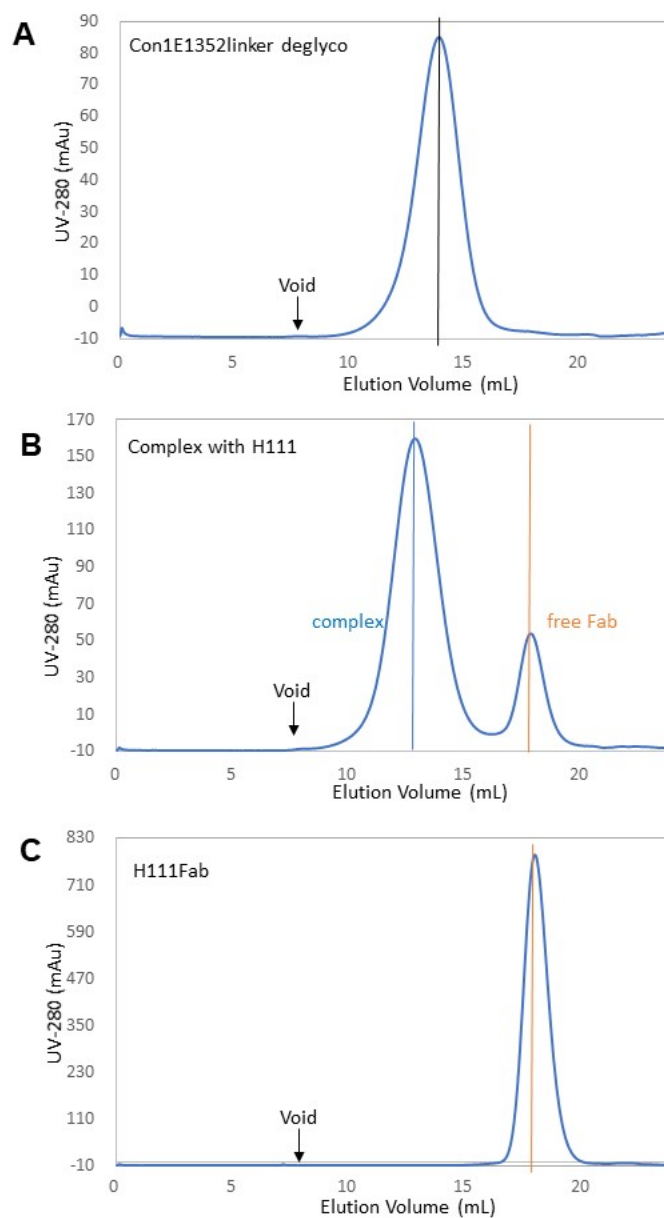 A
Con1E1352linker deglyco
UV-280 (mAu)
90
80
70
60
50
40
30
20
10
0
-10
Void
0 5 10 15 20
Elution Volume (mL)
B
Complex with H111
UV-280 (mAu)
170
150
130
110
90
70
50
30
10
-10
complex
free Fab
Void
0 5 10 15 20
Elution Volume (mL)
C
H111Fab
UV-280 (mAu)
830
710
590
470
350
230
110
-10
Void
0 5 10 15 20
Elution Volume (mL)